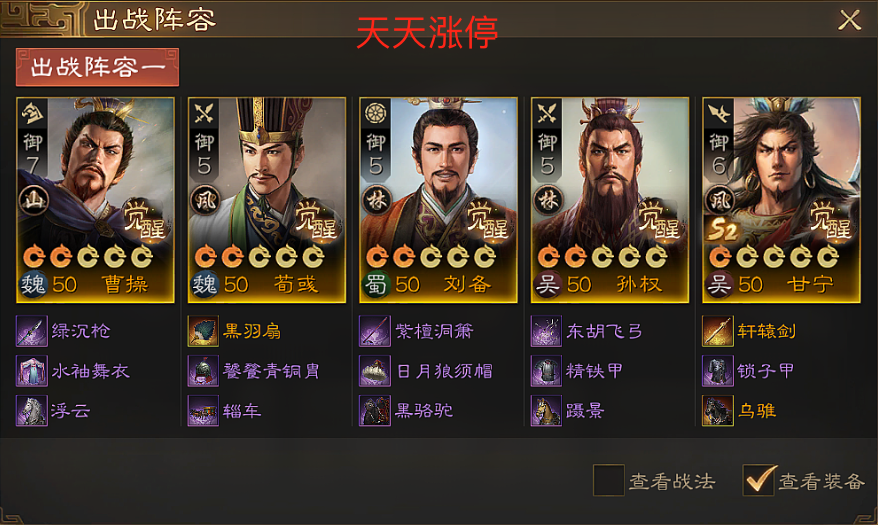 出战阵容
天天涨停
出战阵容一
御 7 山 觉醒 魏 50 曹操
御 5 风 觉醒 魏 50 荀彧
御 5 林 觉醒 蜀 50 刘备
御 5 林 觉醒 吴 50 孙权
御 6 风 S2 觉醒 吴 50 甘宁
绿沉枪 黑羽扇 紫檀洞箫 东胡飞弓 轩辕剑
水袖舞衣 饕餮青铜胄 日月狼须帽 精铁甲 锁子甲
浮云 辎车 黑骆驼 蹑景 乌骓
查看战法 查看装备